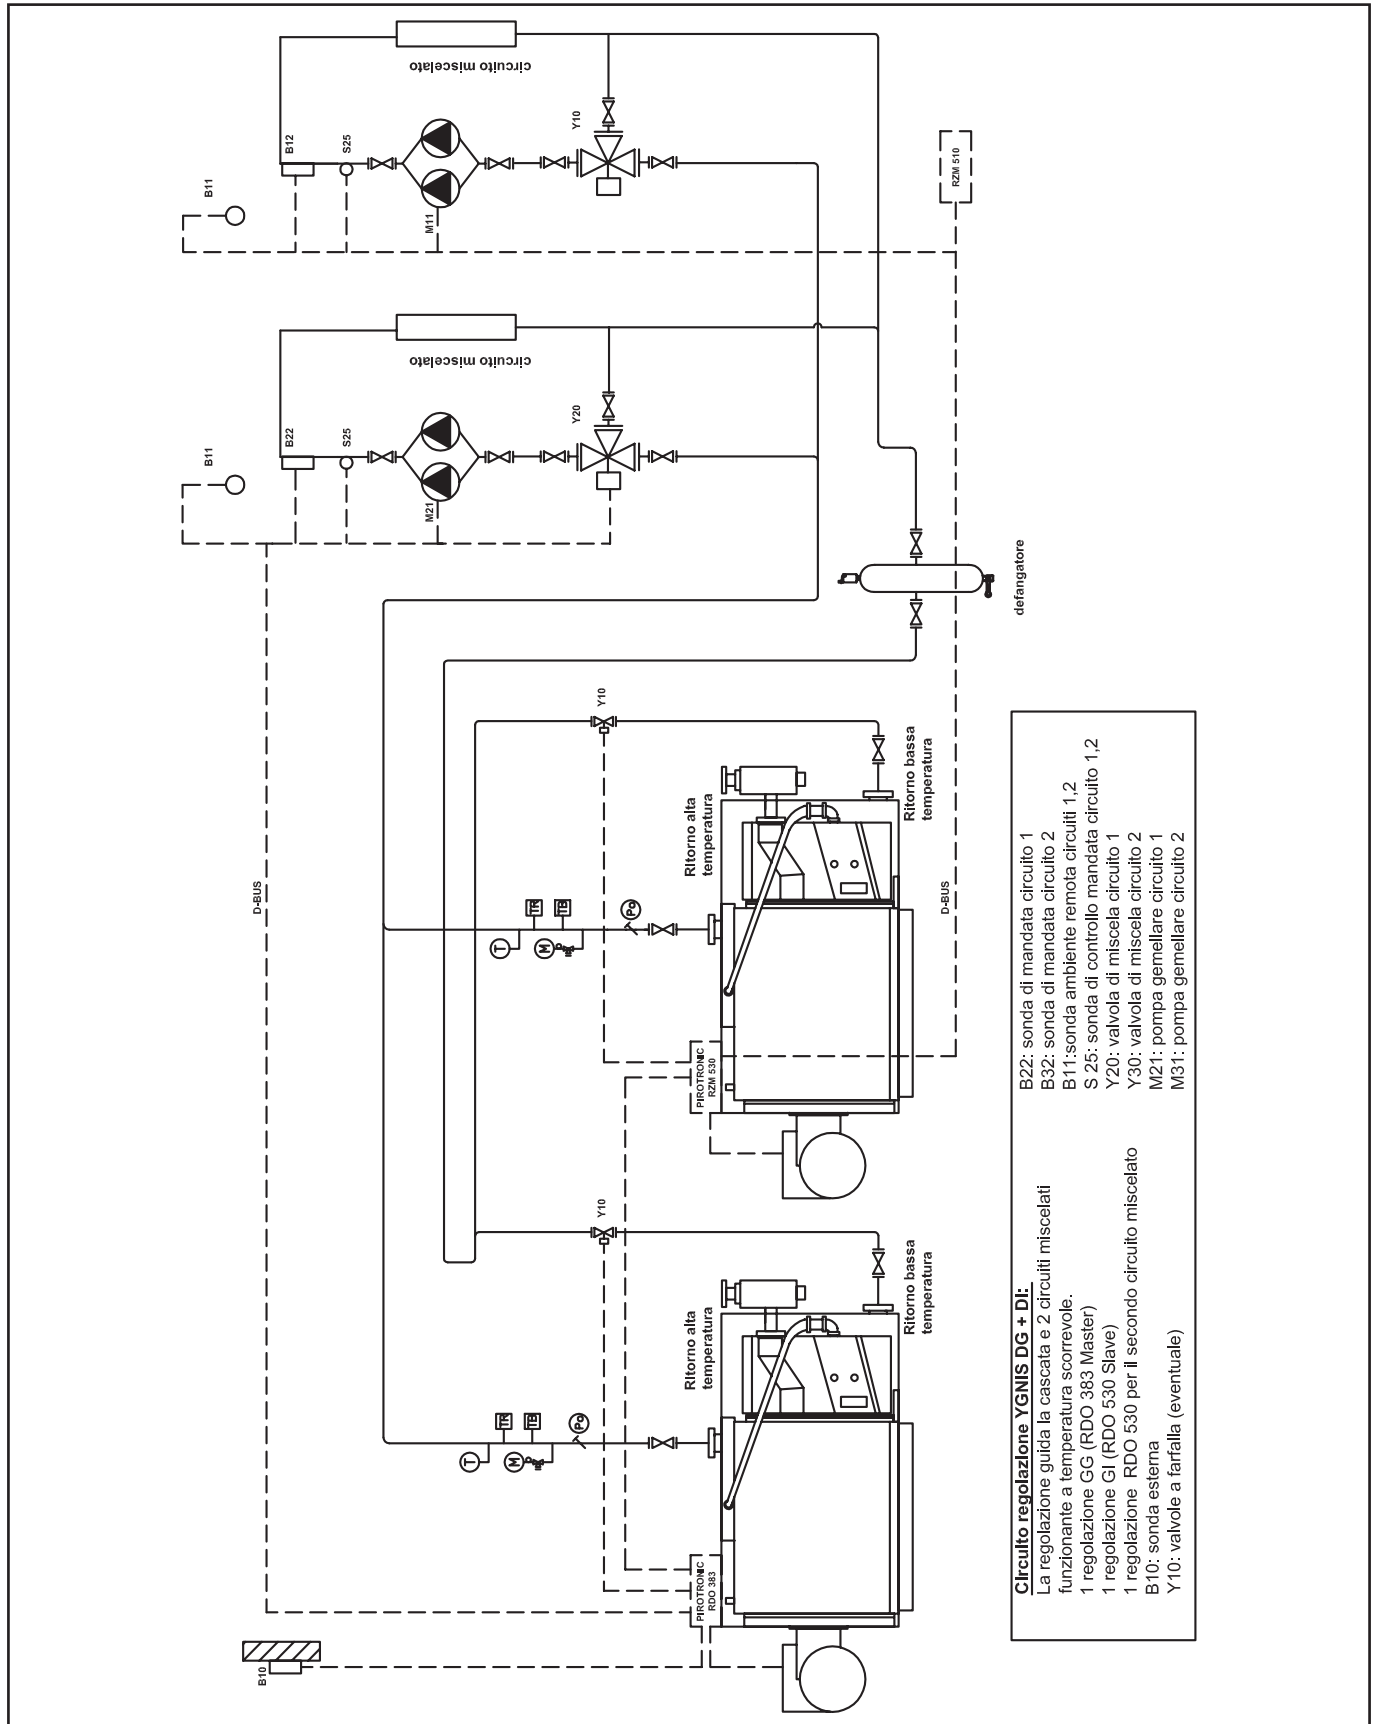 circuito miscelato
B12
S25
Y10
B11
M11
RZM 510
circuito miscelato
B22
S25
Y20
B11
M21
defangatore
Y10
D-BUS
Ritorno alta
temperatura
Ritorno bassa
temperatura
TR
TB
T
M
Po
D-BUS
PIROTRONIC
RZM 530
Y10
Ritorno alta
temperatura
Ritorno bassa
temperatura
TR
TB
T
M
Po
PIROTRONIC
RDO 383
B10
Circuito regolazione YGNIS DG + DI:
La regolazione guida la cascata e 2 circuiti miscelati
funzionante a temperatura scorrevole.
1 regolazione GG (RDO 383 Master)
1 regolazione GI (RDO 530 Slave)
1 regolazione RDO 530 per il secondo circuito miscelato
B10: sonda esterna
Y10: valvole a farfalla (eventuale)
B22: sonda di mandata circuito 1
B32: sonda di mandata circuito 2
B11:sonda ambiente remota circuiti 1,2
S 25: sonda di controllo mandata circuito 1,2
Y20: valvola di miscela circuito 1
Y30: valvola di miscela circuito 2
M21: pompa gemellare circuito 1
M31: pompa gemellare circuito 2